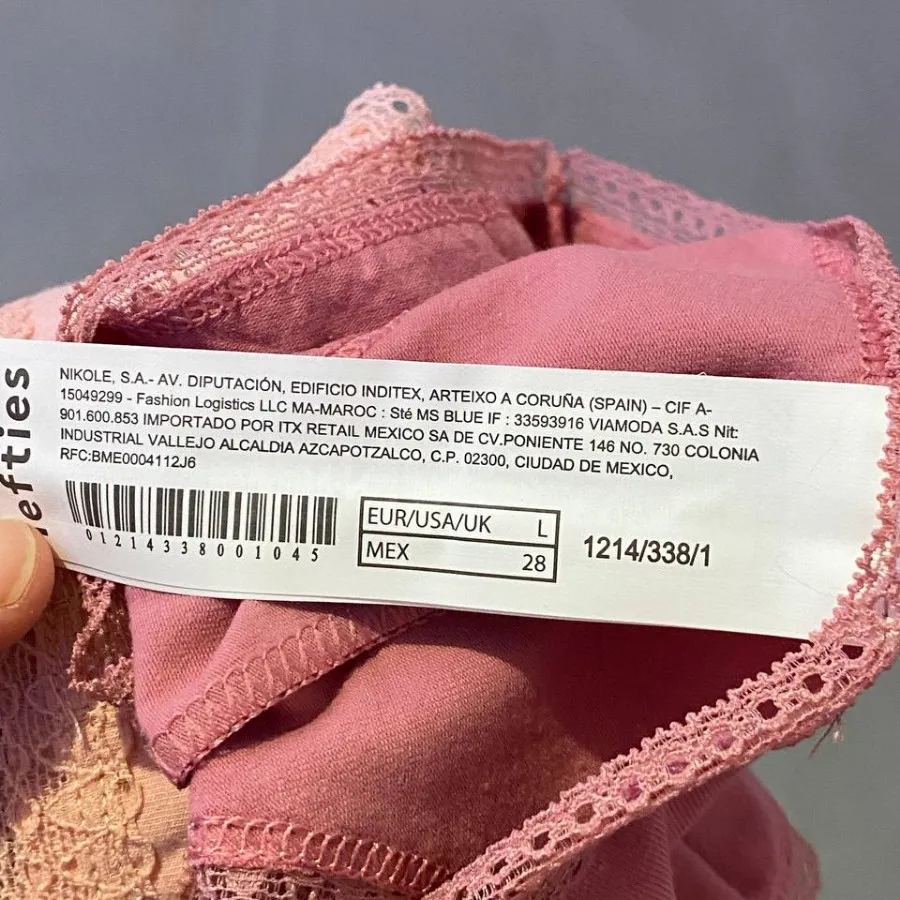 lefties
NIKOLE, S.A.- AV. DIPUTACIÓN, EDIFICIO INDITEX, ARTEIXO A CORUÑA (SPAIN) – CIF A-
15049299 - Fashion Logistics LLC MA-MAROC : Sté MS BLUE IF : 33593916 VIAMODA S.A.S Nit:
901.600.853 IMPORTADO POR ITX RETAIL MEXICO SA DE CV.PONIENTE 146 NO. 730 COLONIA
INDUSTRIAL VALLEJO ALCALDIA AZCAPOTZALCO, C.P. 02300, CIUDAD DE MEXICO,
RFC:BME0004112J6
01214338001045
EUR/USA/UK L
MEX 28
1214/338/1